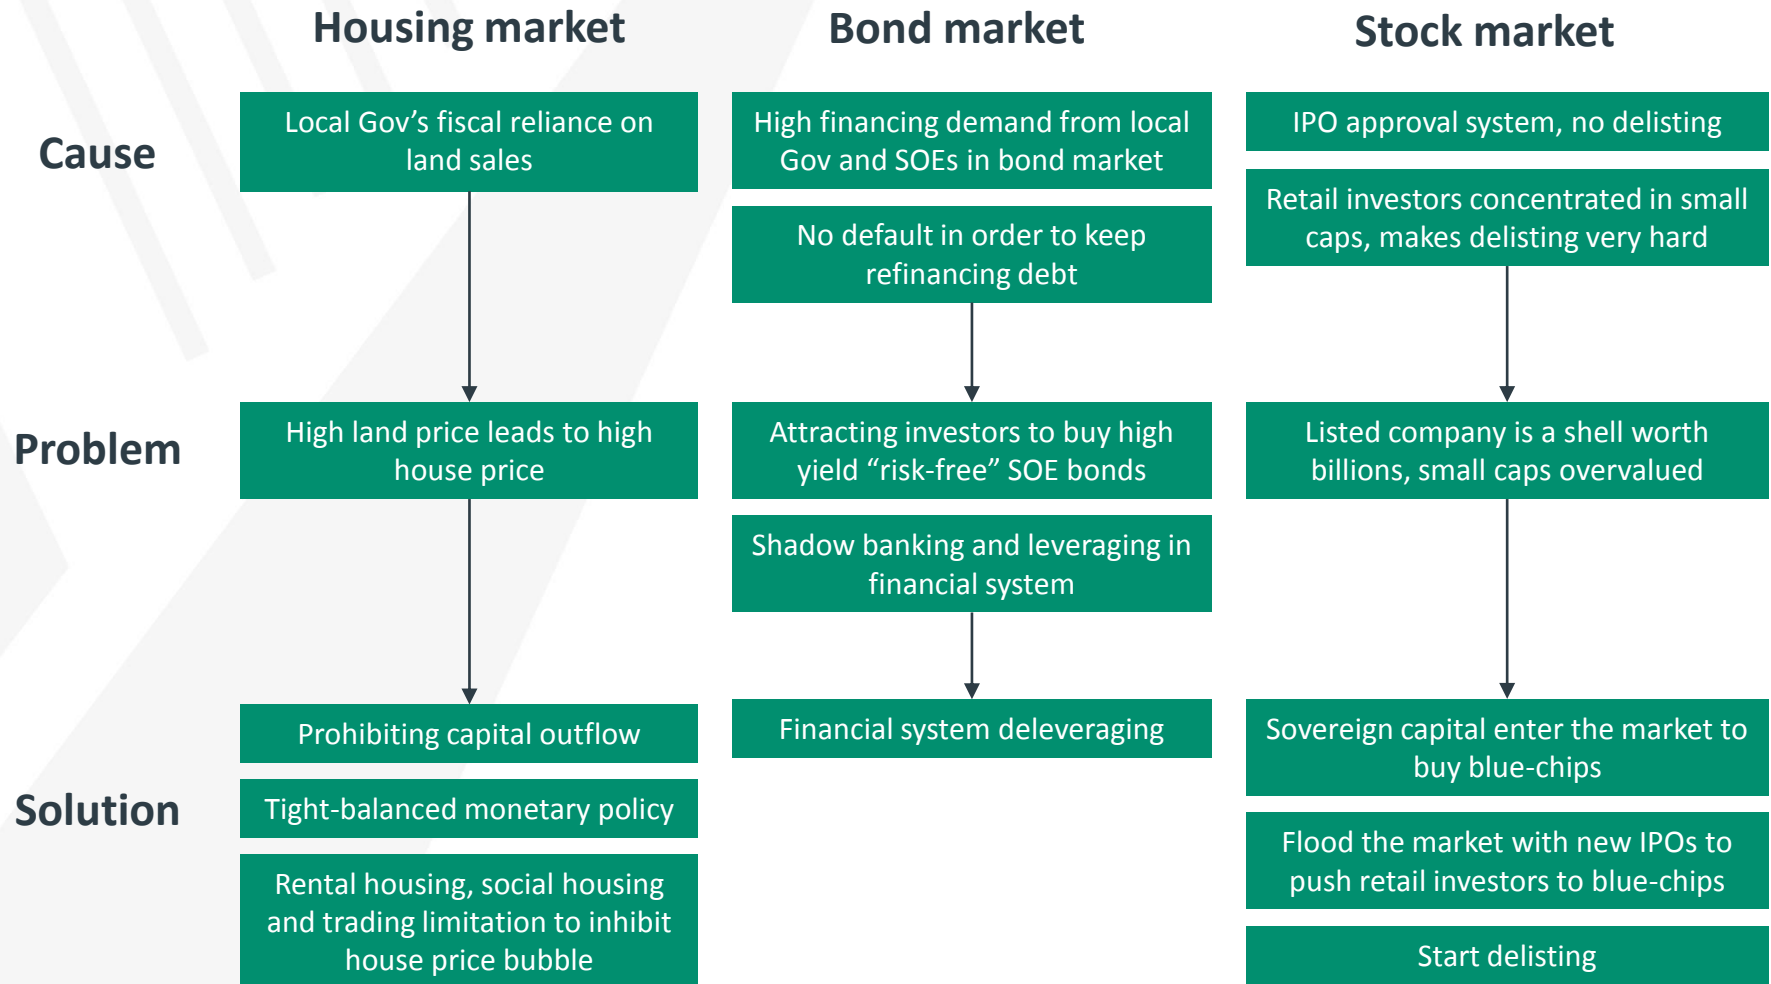 Housing market
Bond market
Stock market
Cause
Local Gov's fiscal reliance on
land sales
High financing demand from local
Gov and SOEs in bond market
No default in order to keep
refinancing debt
IPO approval system, no delisting
Retail investors concentrated in small
caps, makes delisting very hard
Problem
High land price leads to high
house price
Attracting investors to buy high
yield “risk-free” SOE bonds
Shadow banking and leveraging in
financial system
Listed company is a shell worth
billions, small caps overvalued
Solution
Prohibiting capital outflow
Tight-balanced monetary policy
Rental housing, social housing
and trading limitation to inhibit
house price bubble
Financial system deleveraging
Sovereign capital enter the market to
buy blue-chips
Flood the market with new IPOs to
push retail investors to blue-chips
Start delisting